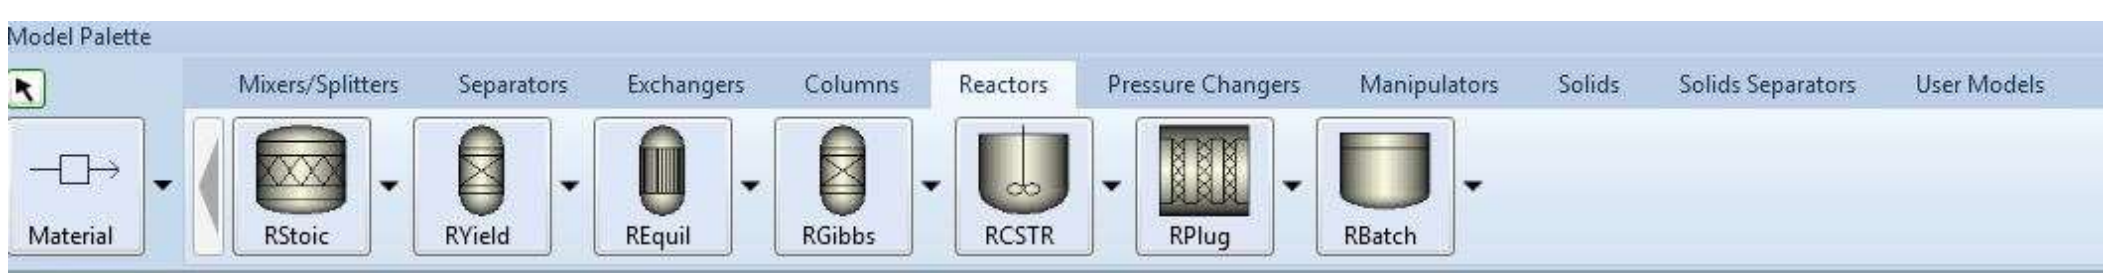 Model Palette
Mixers/Splitters Separators Exchangers Columns Reactors Pressure Changers Manipulators Solids Solids Separators User Models
Material RStoic RYield REquil RGibbs RCSTR RPlug RBatch